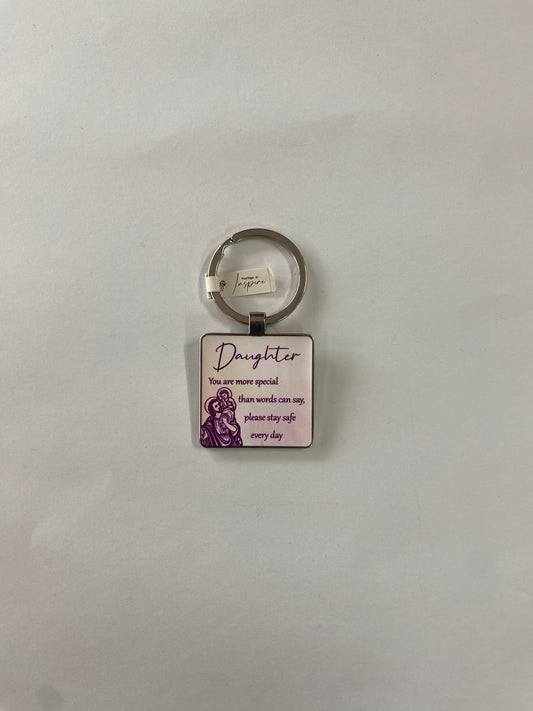 Inspire
Daughter
You are more special
than words can say,
please stay safe
every day